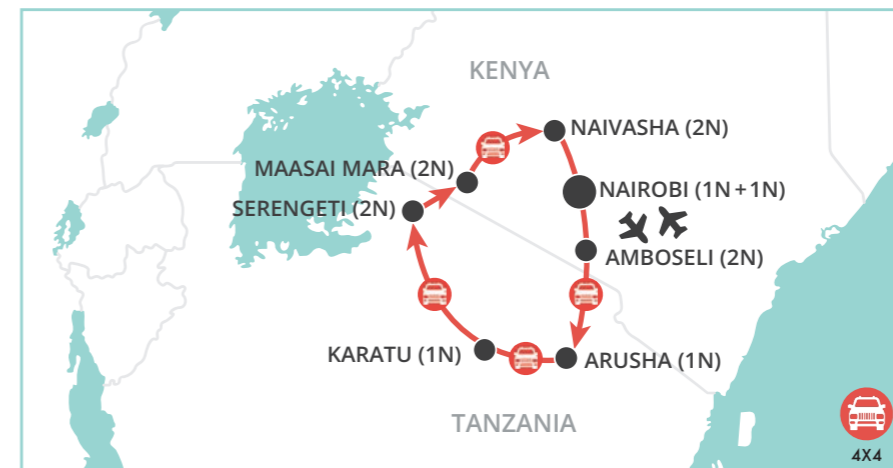 KENYA
NAIVASHA (2N)
MAASAI MARA (2N)
NAIROBI (1N+1N)
SERENGETI (2N)
AMBOSELI (2N)
KARATU (1N)
ARUSHA (1N)
TANZANIA
4X4